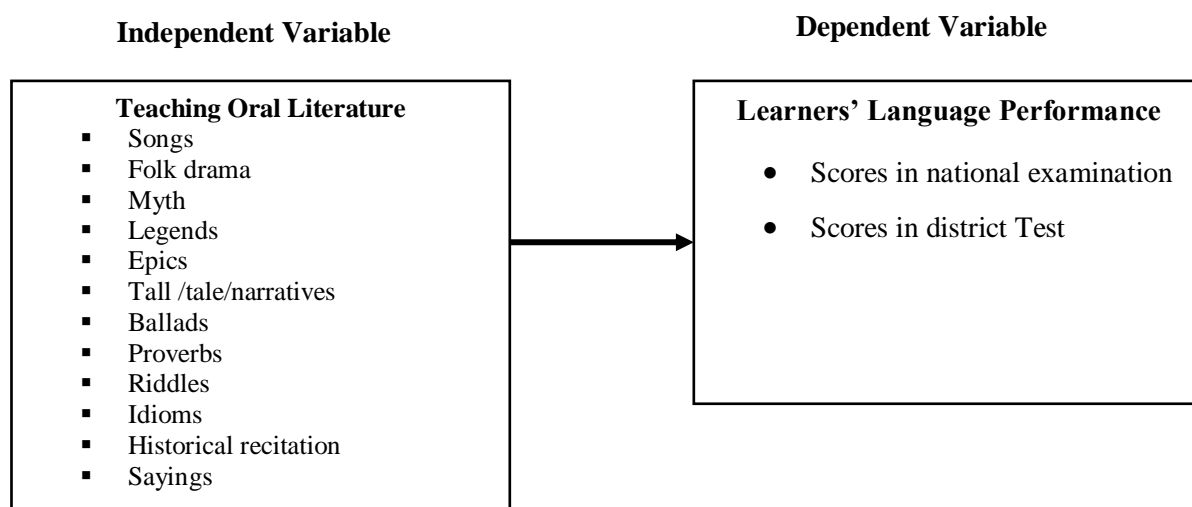 Independent Variable
Dependent Variable
Teaching Oral Literature
▪ Songs
▪ Folk drama
▪ Myth
▪ Legends
▪ Epics
▪ Tall /tale/narratives
▪ Ballads
▪ Proverbs
▪ Riddles
▪ Idioms
▪ Historical recitation
▪ Sayings
Learners’ Language Performance
● Scores in national examination
● Scores in district Test